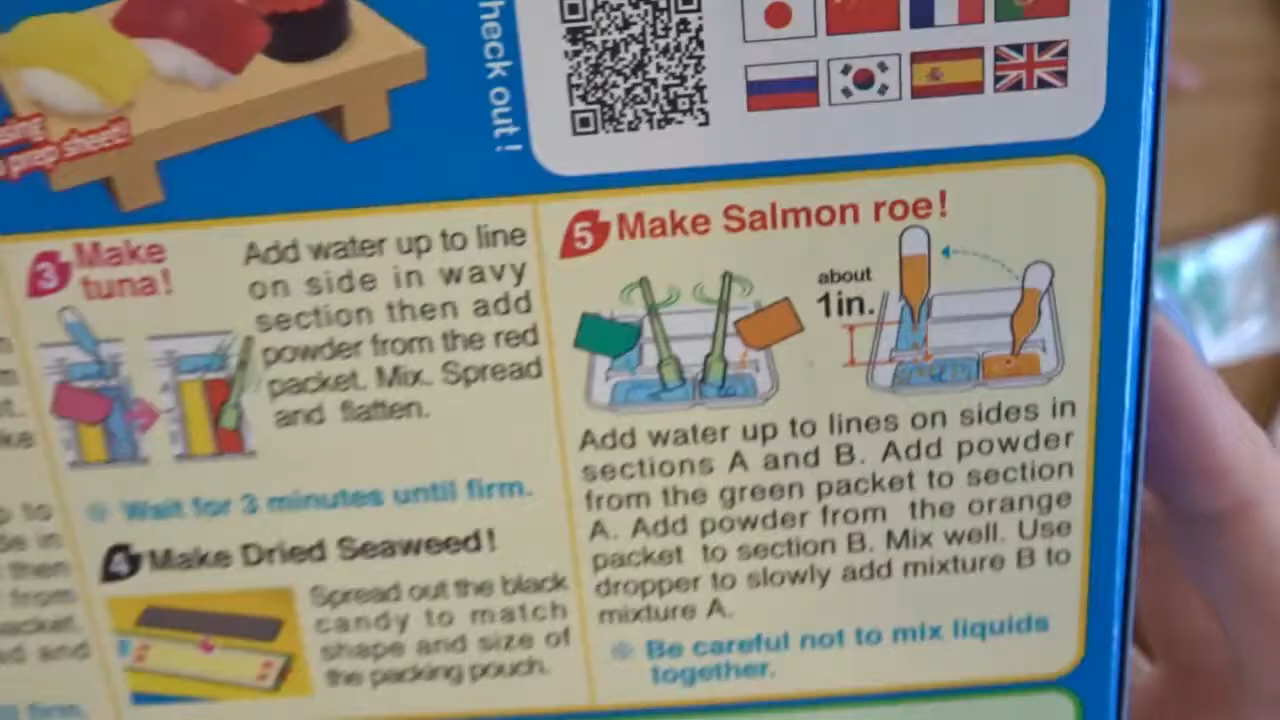 heck out!
prep sheet!
3 Make
tuna!
Add water up to line
on side in wavy
section then add
powder from the red
packet. Mix. Spread
and flatten.
Wait for 3 minutes until firm.
4 Make Dried Seaweed!
Spread out the black
candy to match
shape and size of
the packing pouch.
5 Make Salmon roe!
about
1in.
Add water up to lines on sides in
sections A and B. Add powder
from the green packet to section
A. Add powder from the orange
packet to section B. Mix well. Use
dropper to slowly add mixture B to
mixture A.
Be careful not to mix liquids
together.